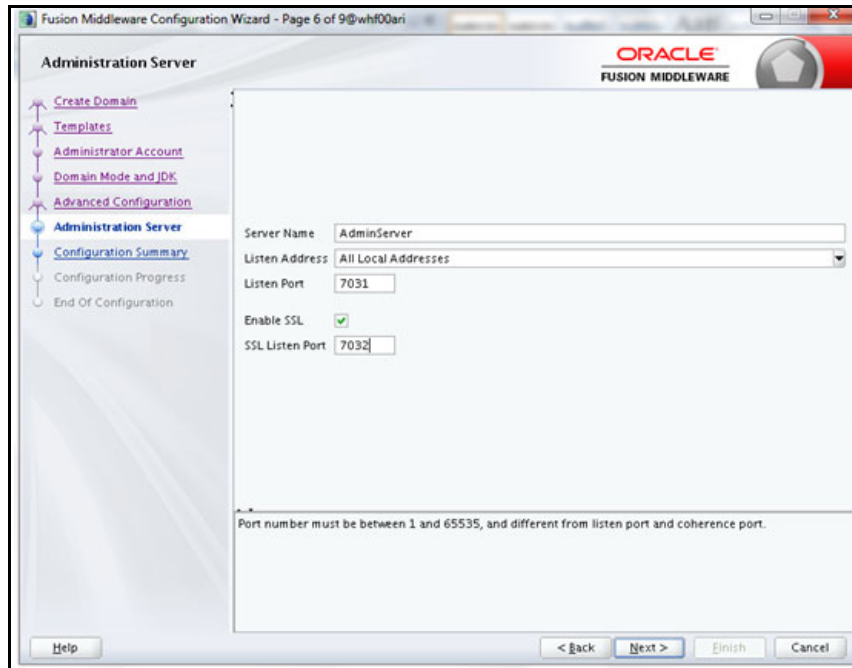 Fusion Middleware Configuration Wizard - Page 6 of 9@whf00ari
Administration Server
ORACLE
FUSION MIDDLEWARE
Create Domain
Templates
Administrator Account
Domain Mode and JDK
Advanced Configuration
Administration Server
Configuration Summary
Configuration Progress
End Of Configuration
Server Name AdminServer
Listen Address All Local Addresses
Listen Port 7031
Enable SSL
SSL Listen Port 7032
Port number must be between 1 and 65535, and different from listen port and coherence port.
Help < Back Next > Finish Cancel